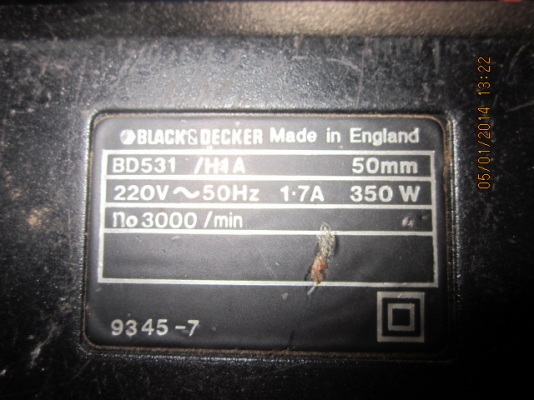 BLACK&DECKER Made in England
BD531 /H1A 50mm
220V～50Hz 1·7A 350W
no 3000/min
9345-7
05/01/2014 13:22